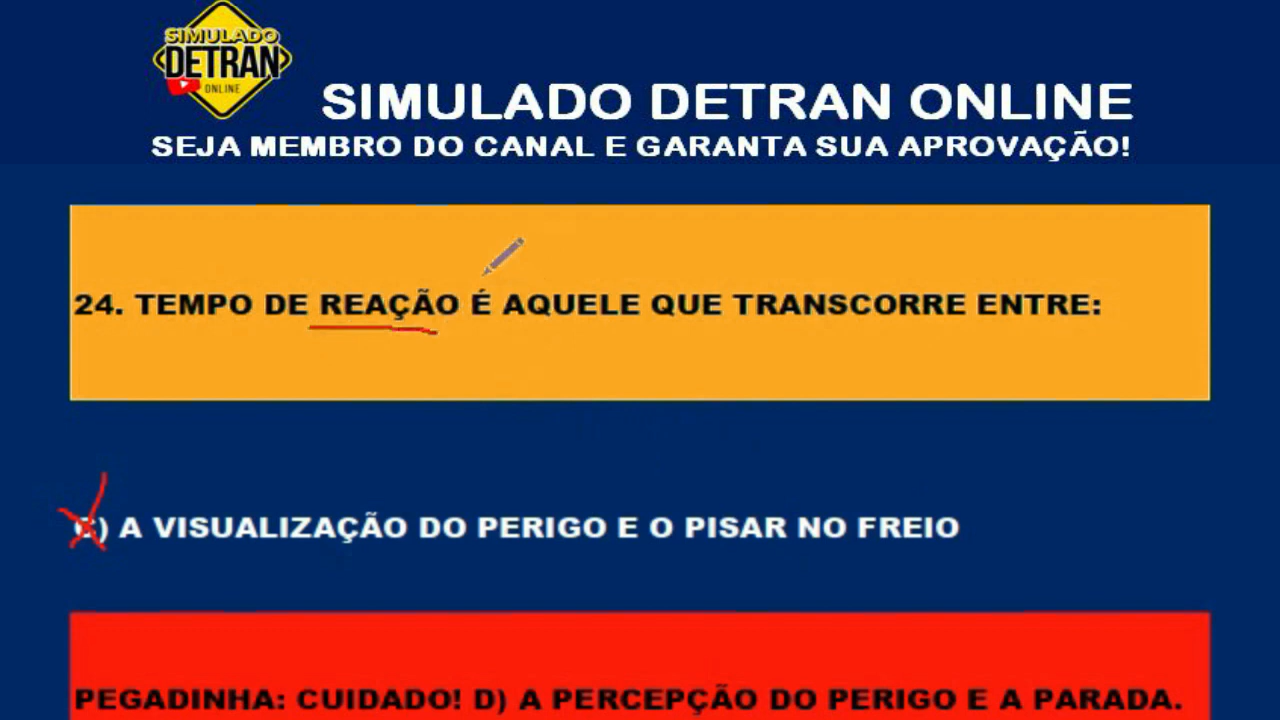 SIMULADO
DETRAN
ONLINE
SIMULADO DETRAN ONLINE
SEJA MEMBRO DO CANAL E GARANTA SUA APROVAÇÃO!
24. TEMPO DE REAÇÃO É AQUELE QUE TRANSCORRE ENTRE:
C) A VISUALIZAÇÃO DO PERIGO E O PISAR NO FREIO
PEGADINHA: CUIDADO! D) A PERCEPÇÃO DO PERIGO E A PARADA.